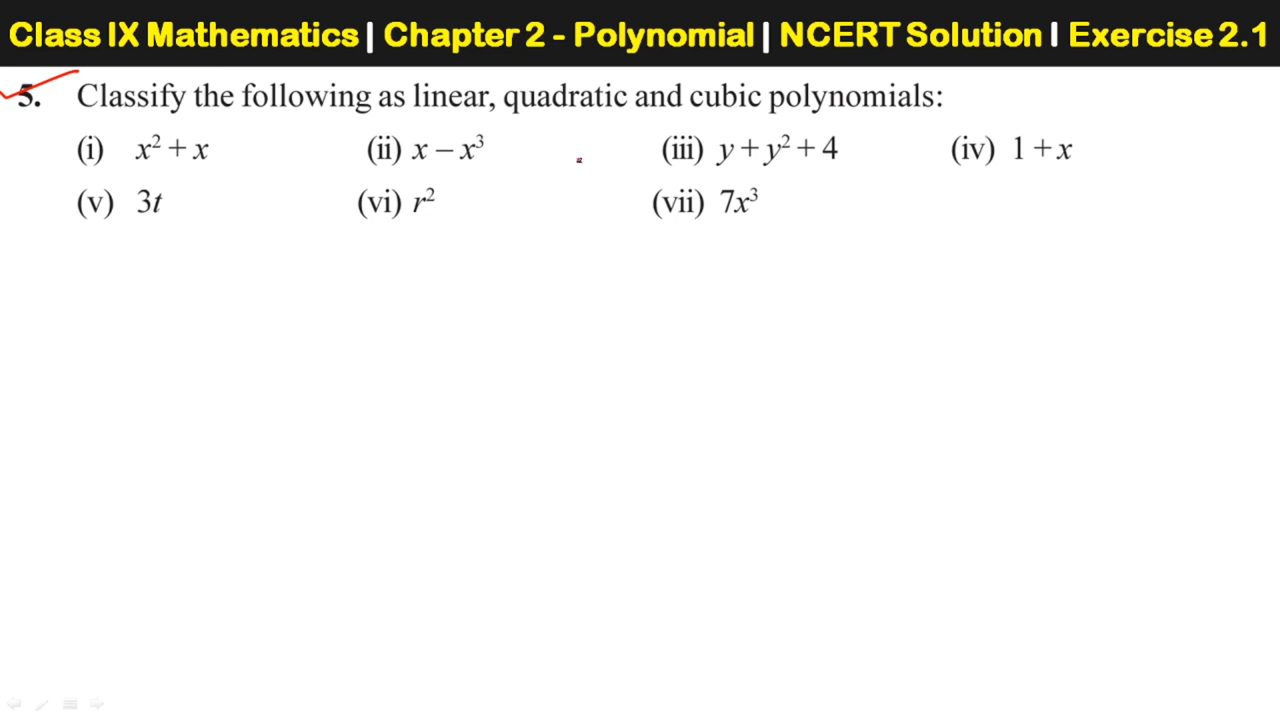 Class IX Mathematics | Chapter 2 - Polynomial | NCERT Solution I Exercise 2.1
5. Classify the following as linear, quadratic and cubic polynomials:
(i) x² + x (ii) x – x³ (iii) y + y² + 4 (iv) 1 + x
(v) 3t (vi) r² (vii) 7x³